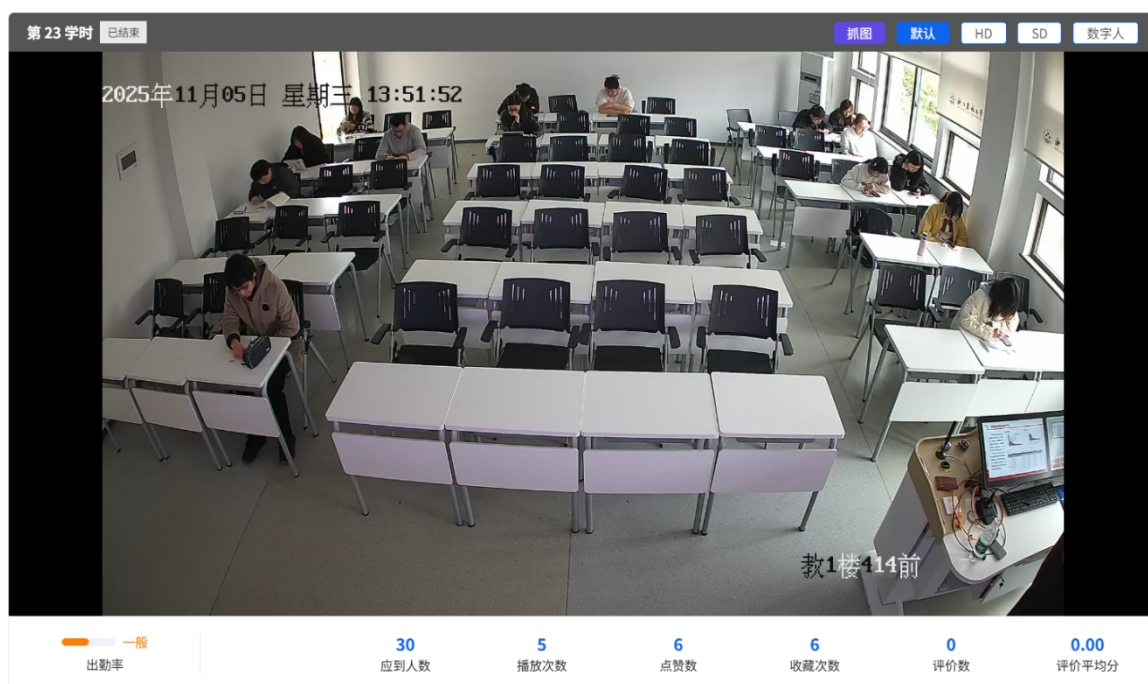 第 23 学时 已结束 抓图 默认 HD SD 数字人
2025年11月05日 星期三 13:51:52
教1楼414前
一般 30 5 6 6 0 0.00
出勤率 应到人数 播放次数 点赞数 收藏次数 评价数 评价平均分